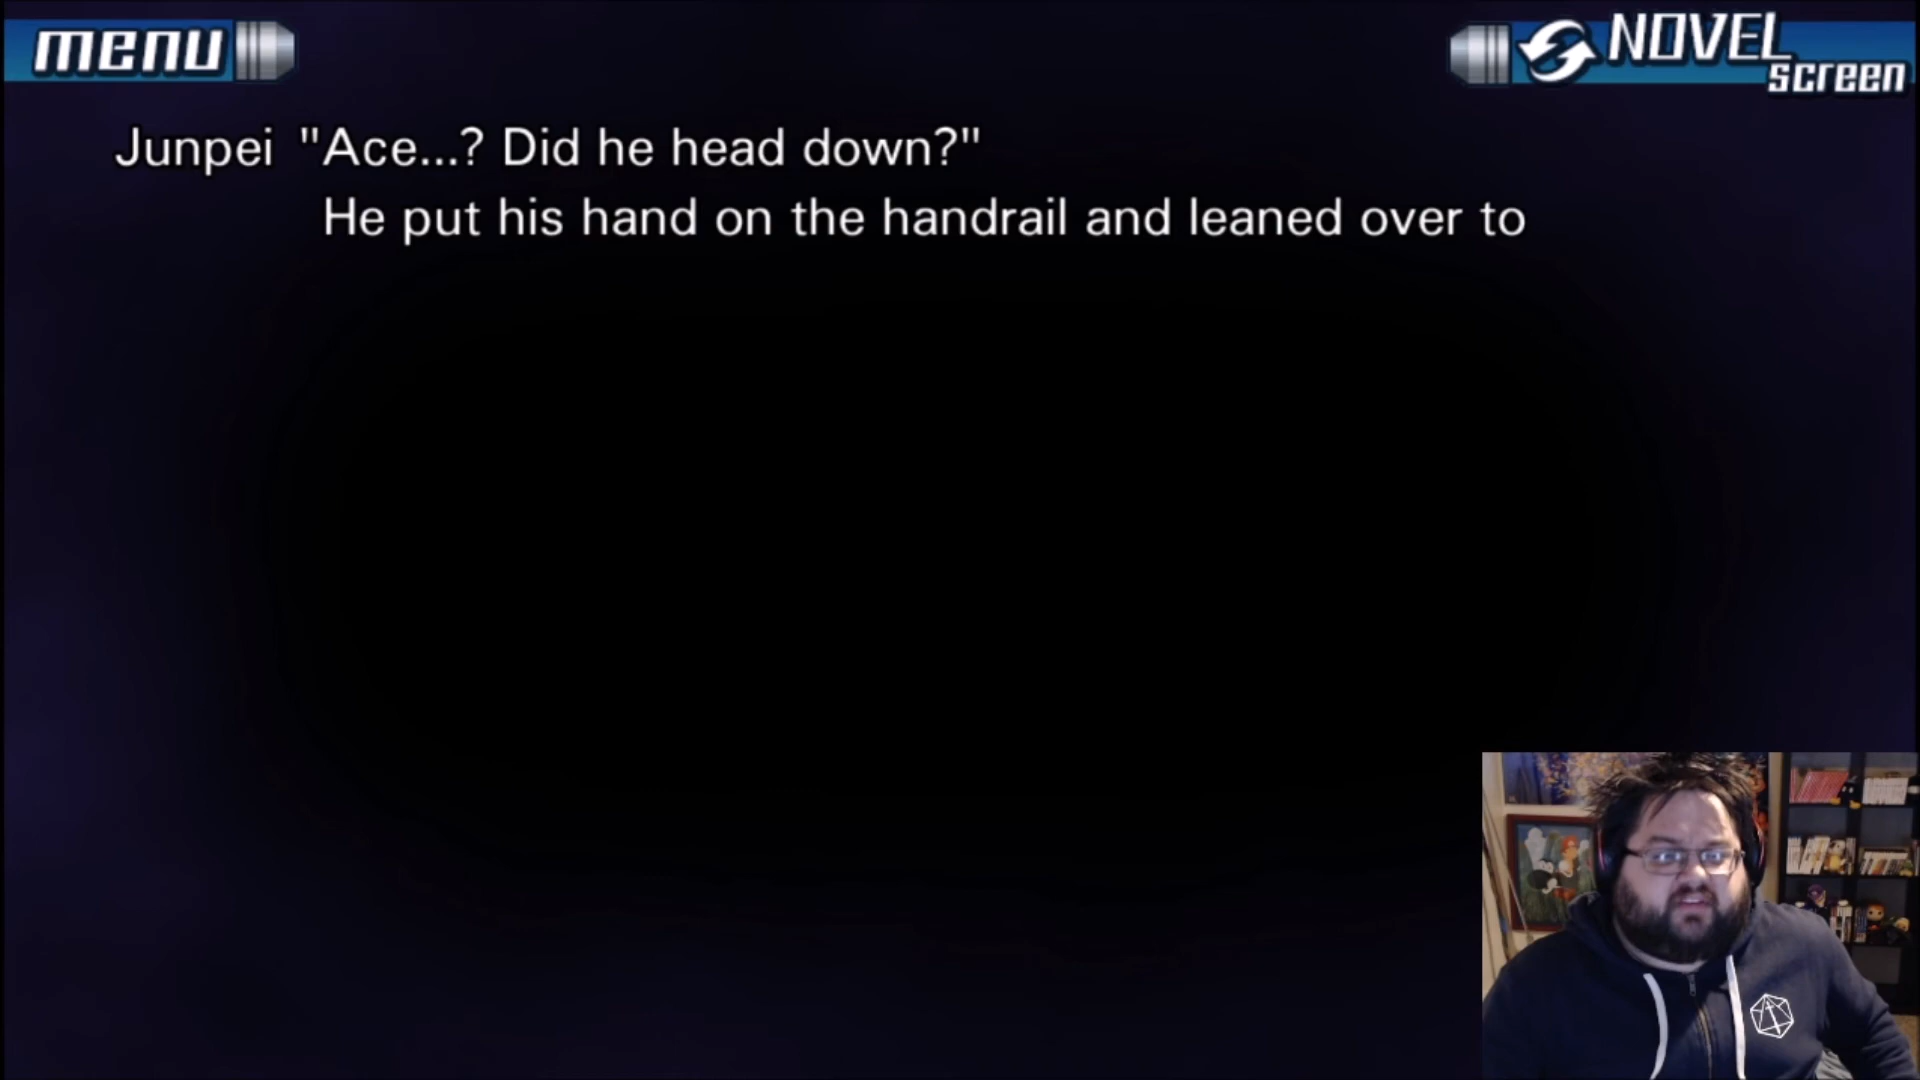 menu
NOVEL
screen
Junpei "Ace...? Did he head down?"
He put his hand on the handrail and leaned over to